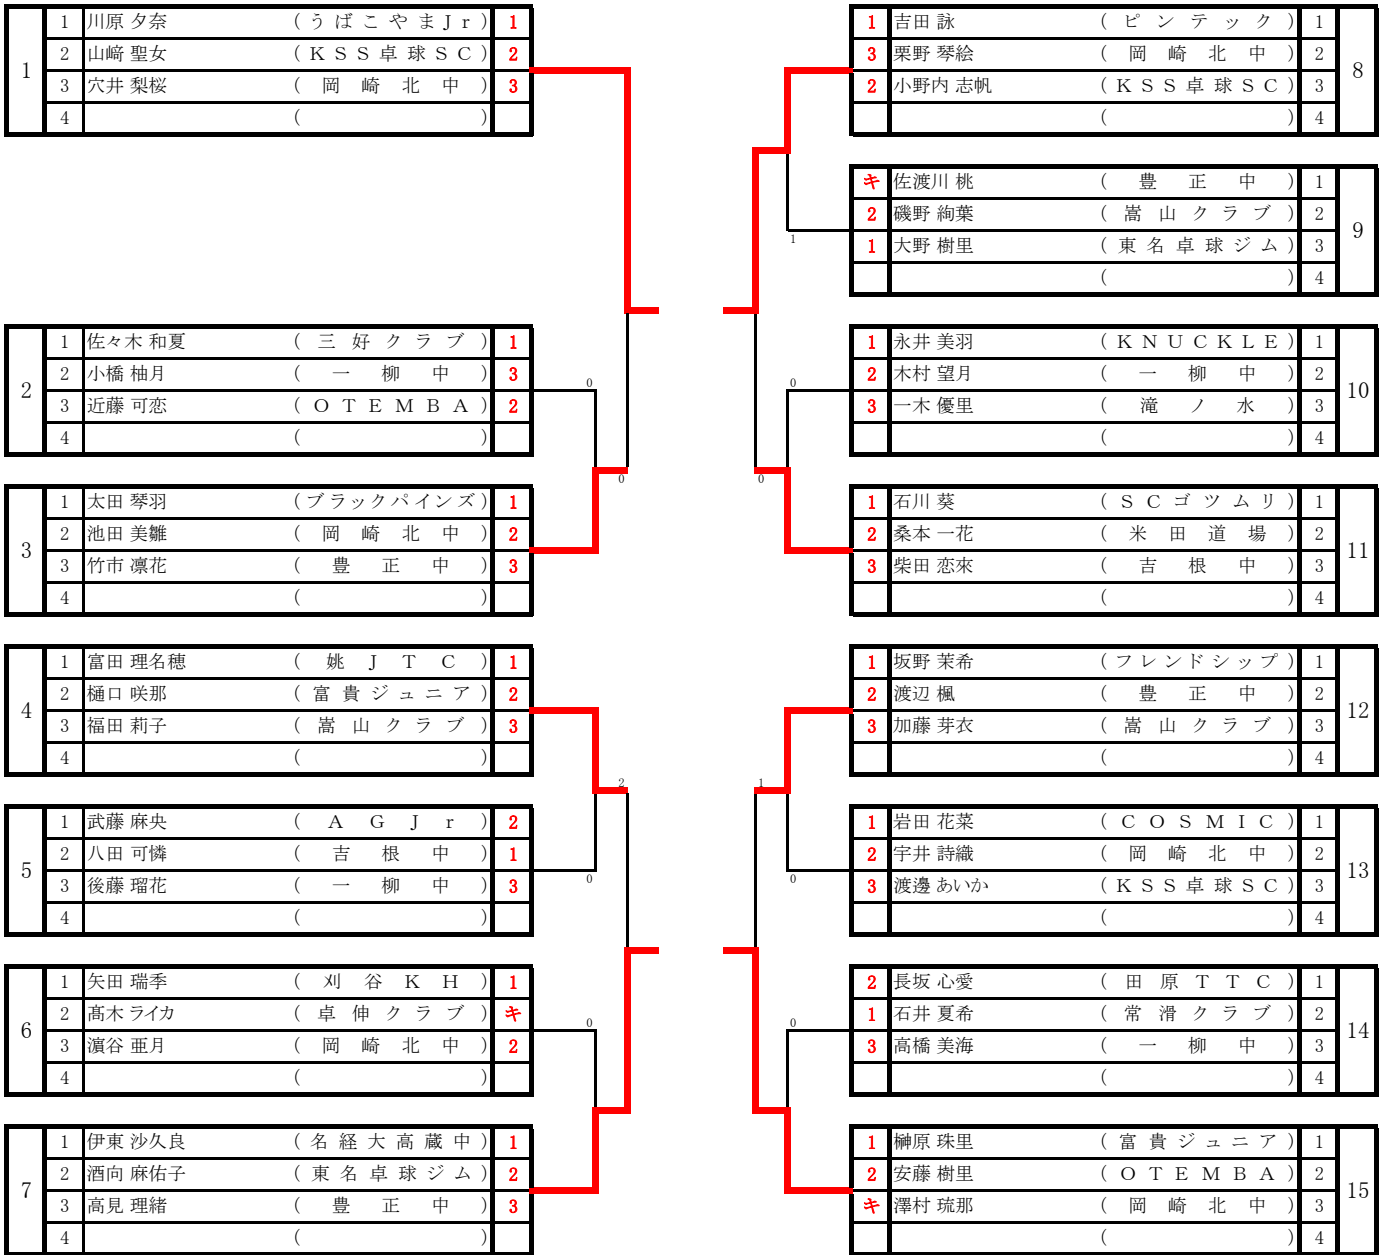 1
1 川原 夕奈 (うばこやまJr) 1
2 山﨑 聖女 (KSS卓球SC) 2
3 穴井 梨桜 (岡崎北中) 3
4 ( )
2
1 佐々木 和夏 (三好クラブ) 1
2 小橋 柚月 (一柳中) 3
3 近藤 可恋 (OTEMBA) 2
4 ( )
0
3
1 太田 琴羽 (ブラックパインズ) 1
2 池田 美雛 (岡崎北中) 2
3 竹市 凛花 (豊正中) 3
4 ( )
0
4
1 富田 理名穂 (姚JTC) 1
2 樋口 咲那 (富貴ジュニア) 2
3 福田 莉子 (嵩山クラブ) 3
4 ( )
2
5
1 武藤 麻央 (AGJr) 2
2 八田 可憐 (吉根中) 1
3 後藤 瑠花 (一柳中) 3
4 ( )
0
6
1 矢田 瑞季 (刈谷KH) 1
2 髙木 ライカ (卓伸クラブ) キ
3 濵谷 亜月 (岡崎北中) 2
4 ( )
0
7
1 伊東 沙久良 (名経大高蔵中) 1
2 酒向 麻佑子 (東名卓球ジム) 2
3 高見 理緒 (豊正中) 3
4 ( )
1 吉田 詠 (ピンテック) 1
3 栗野 琴絵 (岡崎北中) 2
2 小野内 志帆 (KSS卓球SC) 3
( ) 4
8
キ 佐渡川 桃 (豊正中) 1
2 磯野 絢葉 (嵩山クラブ) 2
1 大野 樹里 (東名卓球ジム) 3
( ) 4
9
1
1 永井 美羽 (KNUCKLE) 1
2 木村 望月 (一柳中) 2
3 一木 優里 (滝ノ水) 3
( ) 4
10
0
1 石川 葵 (SCゴツムリ) 1
2 桑本 一花 (米田道場) 2
3 柴田 恋來 (吉根中) 3
( ) 4
11
0
1 坂野 茉希 (フレンドシップ) 1
2 渡辺 楓 (豊正中) 2
3 加藤 芽衣 (嵩山クラブ) 3
( ) 4
12
1
1 岩田 花菜 (COSMIC) 1
2 宇井 詩織 (岡崎北中) 2
3 渡邊 あいか (KSS卓球SC) 3
( ) 4
13
0
2 長坂 心愛 (田原TTC) 1
1 石井 夏希 (常滑クラブ) 2
3 高橋 美海 (一柳中) 3
( ) 4
14
0
1 榊原 珠里 (富貴ジュニア) 1
2 安藤 樹里 (OTEMBA) 2
キ 澤村 琉那 (岡崎北中) 3
( ) 4
15